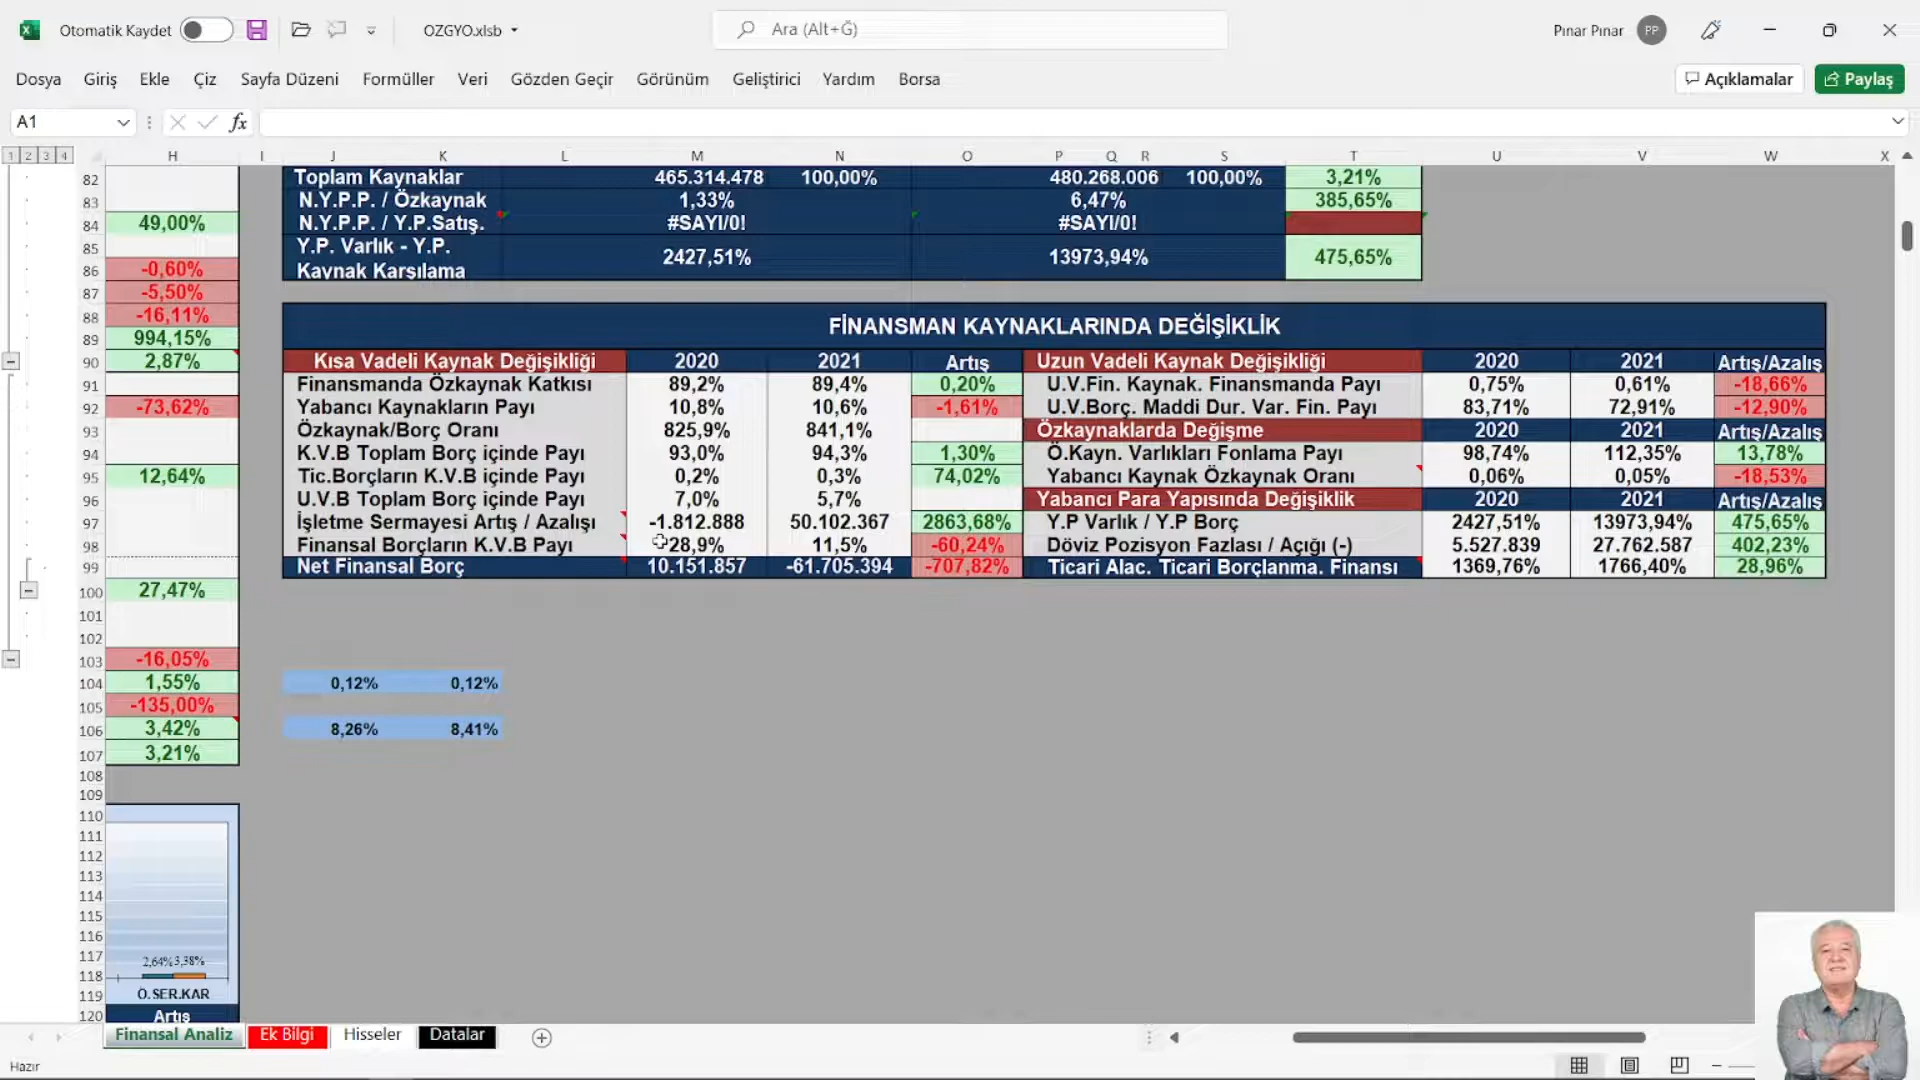 Otomatik Kaydet OZGYO.xlsb Ara (Alt+Ğ) Pınar Pınar PP
Dosya Giriş Ekle Çiz Sayfa Düzeni Formüller Veri Gözden Geçir Görünüm Geliştirici Yardım Borsa Açıklamalar Paylaş
A1 fx
1 2 3 4 H I J K L M N O P Q R S T U V W X
82 Toplam Kaynaklar 465.314.478 100,00% 480.268.006 100,00% 3,21%
83 N.Y.P.P. / Özkaynak 1,33% 6,47% 385,65%
84 49,00% N.Y.P.P. / Y.P.Satış. #SAYI/0! #SAYI/0!
85 Y.P. Varlık - Y.P. 2427,51% 13973,94% 475,65%
86 -0,60% Kaynak Karşılama
87 -5,50%
88 -16,11% FİNANSMAN KAYNAKLARINDA DEĞİŞİKLİK
89 994,15%
90 2,87% Kısa Vadeli Kaynak Değişikliği 2020 2021 Artış Uzun Vadeli Kaynak Değişikliği 2020 2021 Artış/Azalış
91 Finansmanda Özkaynak Katkısı 89,2% 89,4% 0,20% U.V.Fin. Kaynak. Finansmanda Payı 0,75% 0,61% -18,66%
92 -73,62% Yabancı Kaynakların Payı 10,8% 10,6% -1,61% U.V.Borç. Maddi Dur. Var. Fin. Payı 83,71% 72,91% -12,90%
93 Özkaynak/Borç Oranı 825,9% 841,1% Özkaynaklarda Değişme 2020 2021 Artış/Azalış
94 K.V.B Toplam Borç içinde Payı 93,0% 94,3% 1,30% Ö.Kayn. Varlıkları Fonlama Payı 98,74% 112,35% 13,78%
95 12,64% Tic.Borçların K.V.B içinde Payı 0,2% 0,3% 74,02% Yabancı Kaynak Özkaynak Oranı 0,06% 0,05% -18,53%
96 U.V.B Toplam Borç içinde Payı 7,0% 5,7% Yabancı Para Yapısında Değişiklik 2020 2021 Artış/Azalış
97 İşletme Sermayesi Artış / Azalışı -1.812.888 50.102.367 2863,68% Y.P Varlık / Y.P Borç 2427,51% 13973,94% 475,65%
98 Finansal Borçların K.V.B Payı 28,9% 11,5% -60,24% Döviz Pozisyon Fazlası / Açığı (-) 5.527.839 27.762.587 402,23%
99 Net Finansal Borç 10.151.857 -61.705.394 -707,82% Ticari Alac. Ticari Borçlanma. Finansı 1369,76% 1766,40% 28,96%
100 27,47%
101
102
103 -16,05%
104 1,55% 0,12% 0,12%
105 -135,00%
106 3,42% 8,26% 8,41%
107 3,21%
108
109
110
111
112
113
114
115
116
117 2,64% 3,38%
118
119 Ö.SER.KAR
120 Artış
Finansal Analiz Ek Bilgi Hisseler Datalar
Hazır